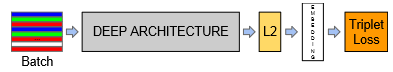 Batch
DEEP ARCHITECTURE
L2
EMBEDDING
Triplet
Loss